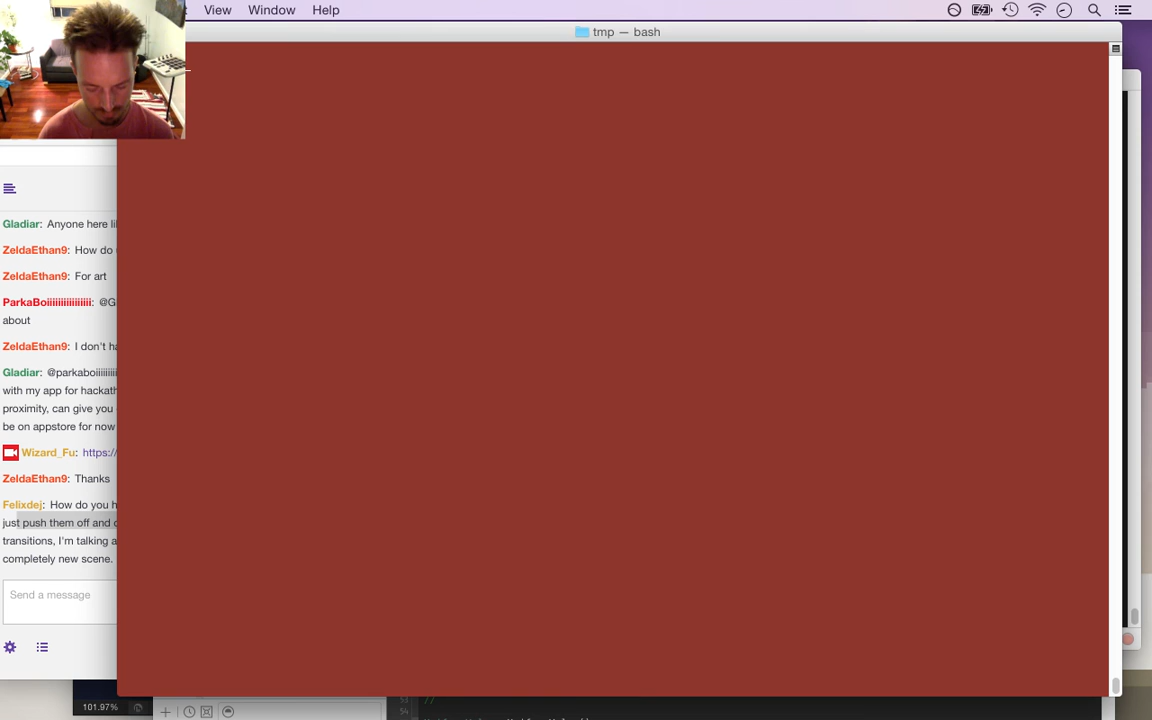 View Window Help
tmp — bash
Gladiar: Anyone here li
ZeldaEthan9: How do
ZeldaEthan9: For art
ParkaBoiiiiiiiiiiiiiiii: @G
about
ZeldaEthan9: I don't ha
Gladiar: @parkaboiiiiiiii
with my app for hackath
proximity, can give you
be on appstore for now
Wizard_Fu: https://
ZeldaEthan9: Thanks
Felixdej: How do you h
just push them off and
transitions, I'm talking a
completely new scene.
Send a message
101.97%
53 //
54